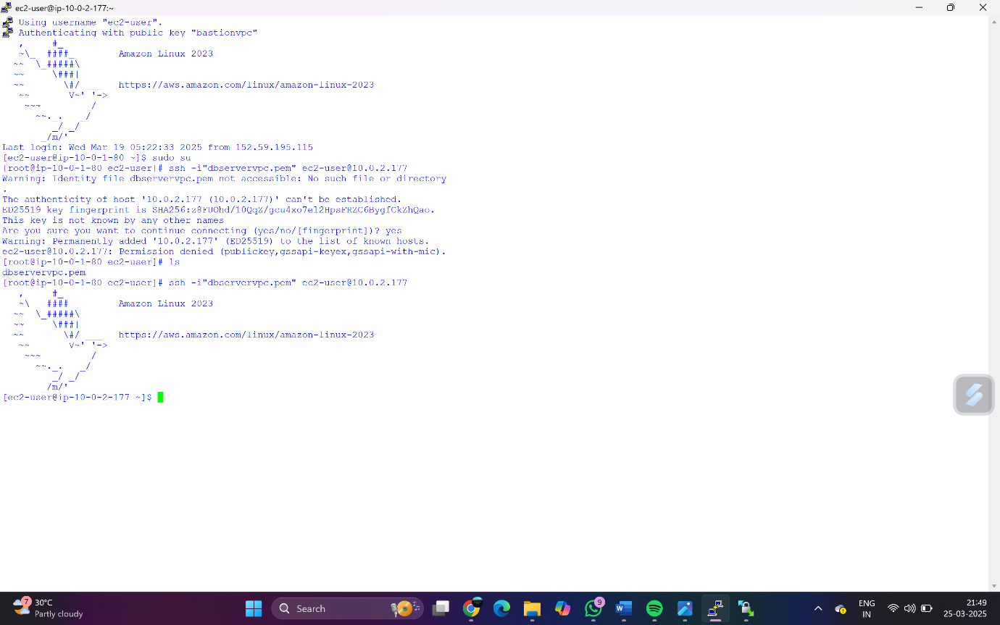 ec2-user@ip-10-0-2-177:~
Using username "ec2-user".
Authenticating with public key "bastionvpc"
   ,     #_
   ~\_  ####_        Amazon Linux 2023
  ~~  \_#####\
  ~~     \###|
  ~~       \#/ ___   https://aws.amazon.com/linux/amazon-linux-2023
   ~~       V~' '->
    ~~~         /
      ~~._.   _/
         _/ _/
       _/m/'
Last login: Wed Mar 19 05:22:33 2025 from 152.59.195.115
[ec2-user@ip-10-0-1-80 ~]$ sudo su
[root@ip-10-0-1-80 ec2-user]# ssh -i"dbservervpc.pem" ec2-user@10.0.2.177
Warning: Identity file dbservervpc.pem not accessible: No such file or directory
.
The authenticity of host '10.0.2.177 (10.0.2.177)' can't be established.
ED25519 key fingerprint is SHA256:z8FUOhd/10QqZ/gcu4xo7el2HpsFRZC6BygfCkZhQao.
This key is not known by any other names
Are you sure you want to continue connecting (yes/no/[fingerprint])? yes
Warning: Permanently added '10.0.2.177' (ED25519) to the list of known hosts.
ec2-user@10.0.2.177: Permission denied (publickey,gssapi-keyex,gssapi-with-mic).
[root@ip-10-0-1-80 ec2-user]# ls
dbservervpc.pem
[root@ip-10-0-1-80 ec2-user]# ssh -i"dbservervpc.pem" ec2-user@10.0.2.177
   ,     #_
   ~\   ####         Amazon Linux 2023
  ~~  \_#####\
  ~~     \###|
  ~~       \#/ ___   https://aws.amazon.com/linux/amazon-linux-2023
   ~~       V~' '->
    ~~~         /
      ~~._.   _/
         _/ _/
       _/m/'
[ec2-user@ip-10-0-2-177 ~]$
7
30°C
Partly cloudy
Search
9
ENG
IN
21:49
25-03-2025